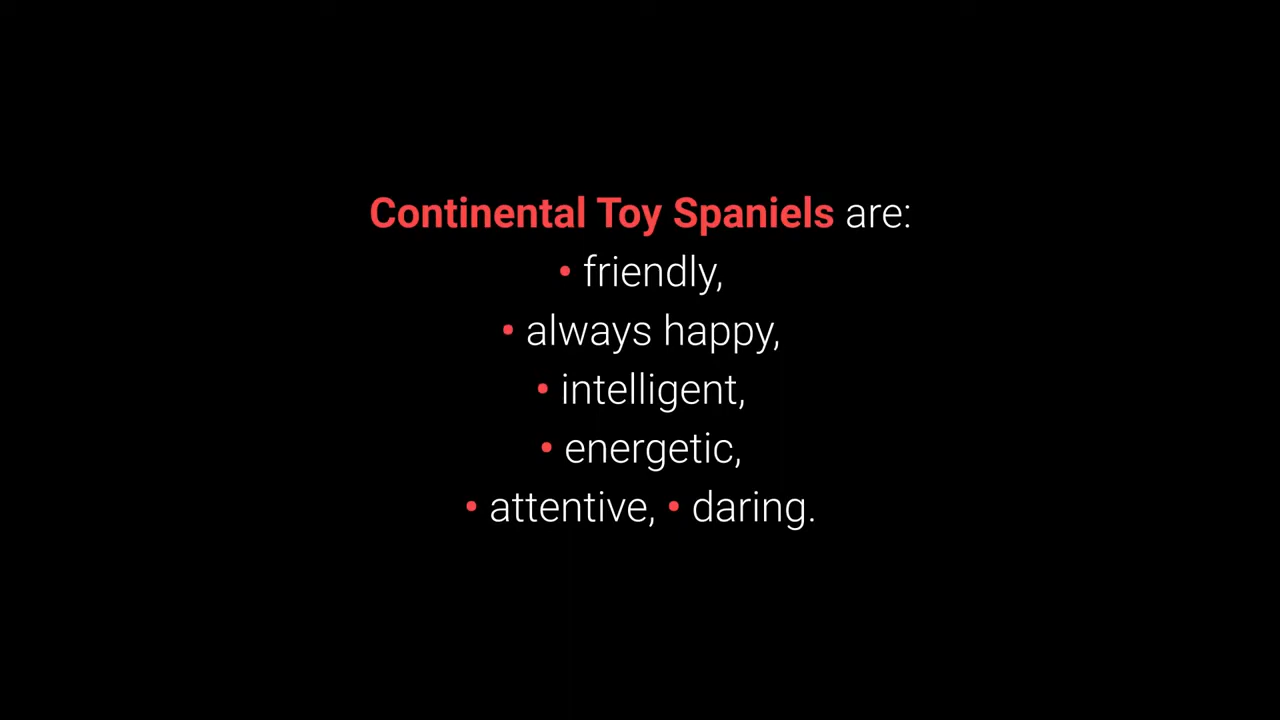 Continental Toy Spaniels are:
• friendly,
• always happy,
• intelligent,
• energetic,
• attentive, • daring.